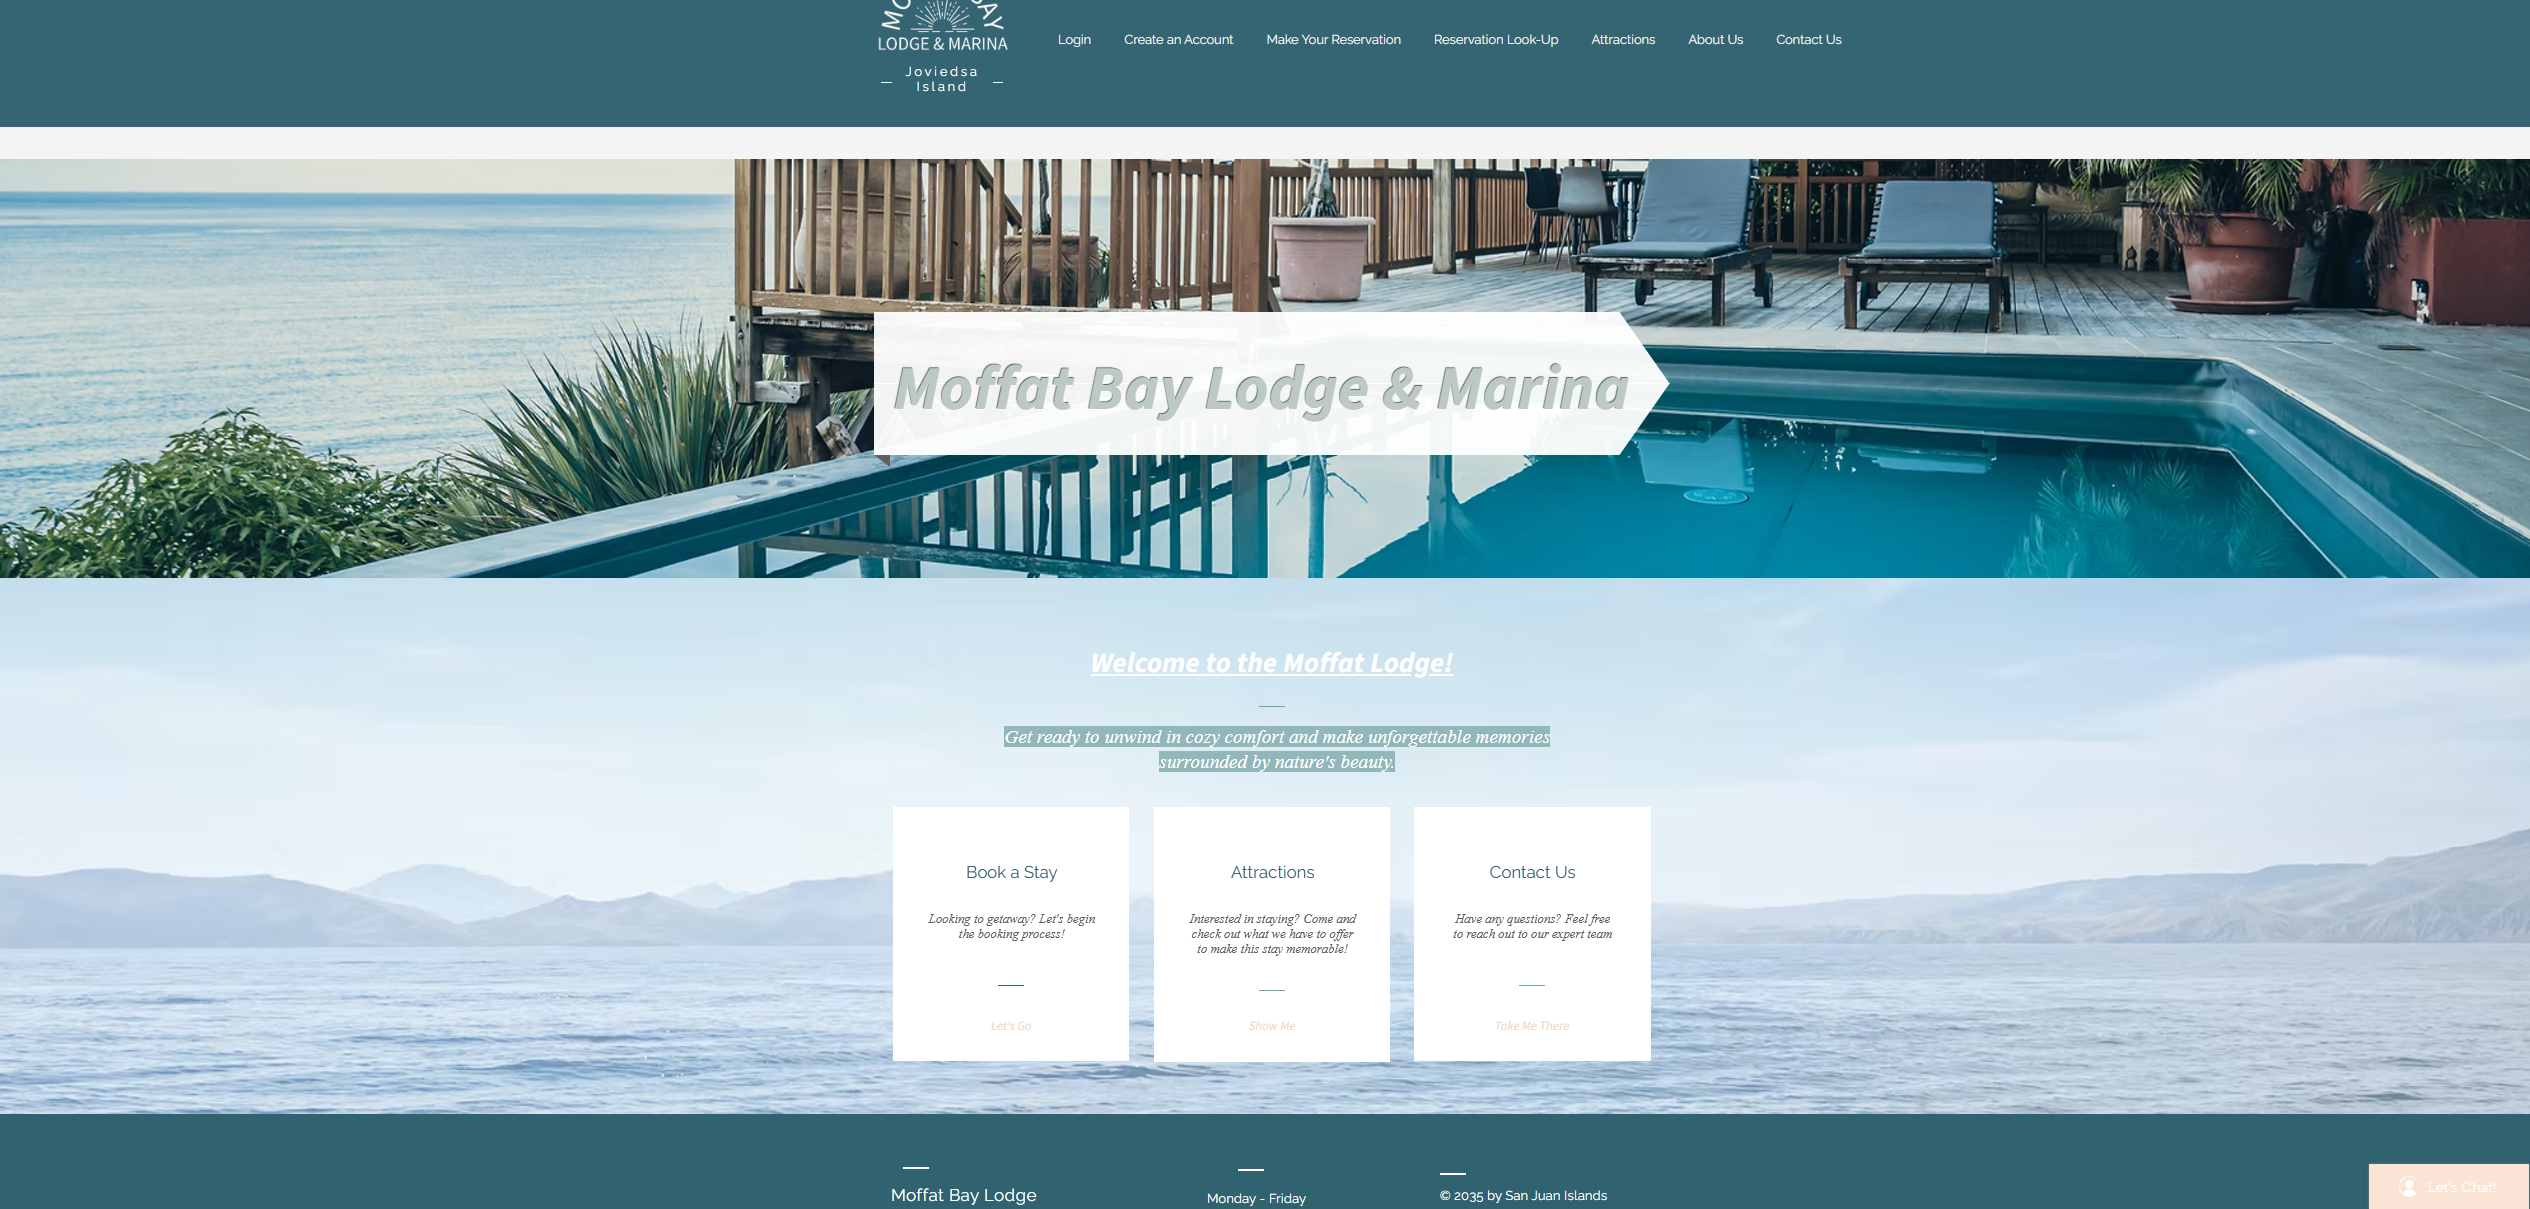 LODGE & MARINA
Joviedsa
Island
Login
Create an Account
Make Your Reservation
Reservation Look-Up
Attractions
About Us
Contact Us
Moffat Bay Lodge & Marina
Welcome to the Moffat Lodge!
Get ready to unwind in cozy comfort and make unforgettable memories
surrounded by nature's beauty.
Book a Stay
Looking to getaway? Let's begin
the booking process!
Let's Go
Attractions
Interested in staying? Come and
check out what we have to offer
to make this stay memorable!
Show Me
Contact Us
Have any questions? Feel free
to reach out to our expert team
Take Me There
Moffat Bay Lodge
Monday - Friday
© 2035 by San Juan Islands
Let's Chat!